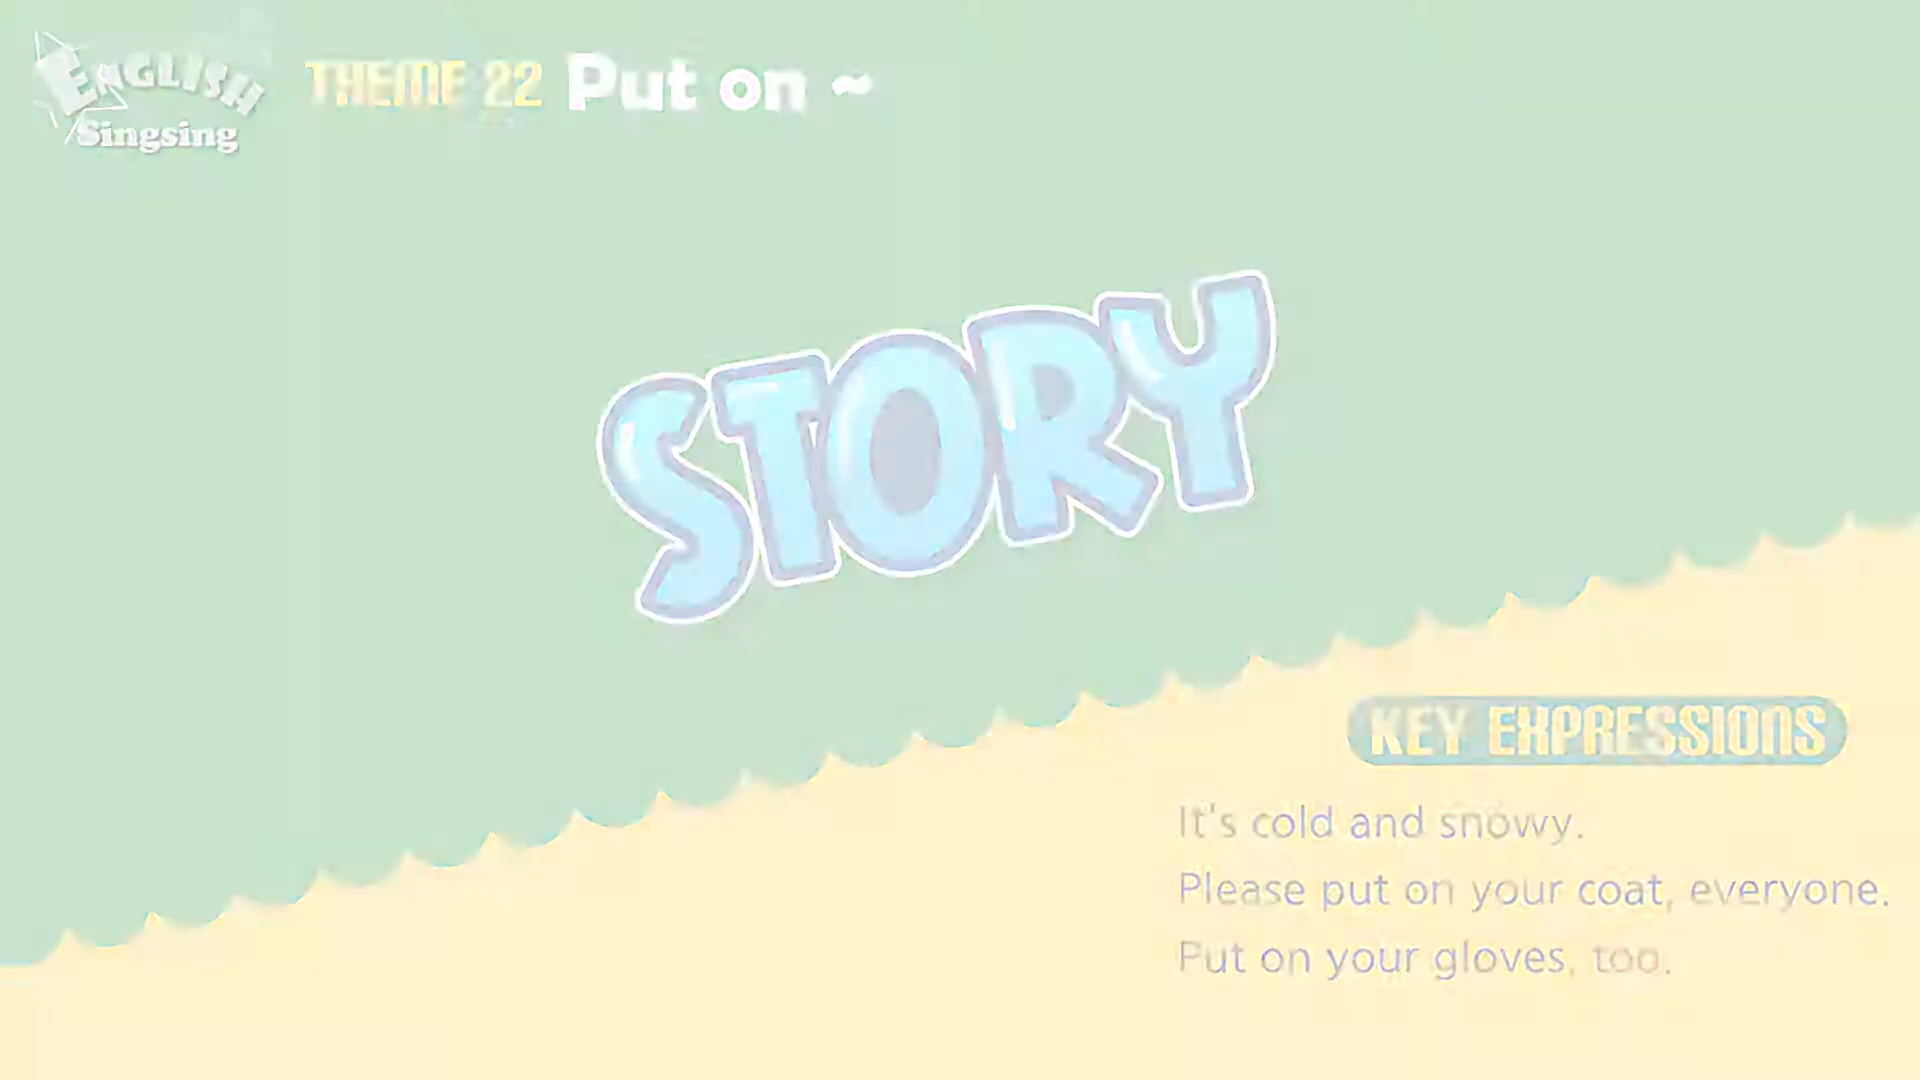 ENGLISH
Singsing
THEME 22 Put on ~
STORY
KEY EXPRESSIONS
It's cold and snowy.
Please put on your coat, everyone.
Put on your gloves, too.